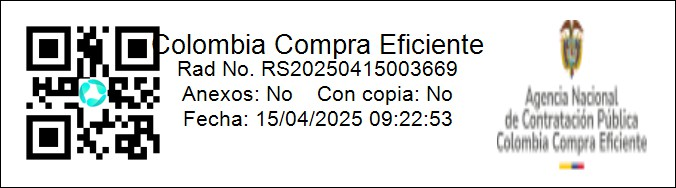 Colombia Compra Eficiente
Rad No. RS20250415003669
Anexos: No Con copia: No
Fecha: 15/04/2025 09:22:53
Agencia Nacional
de Contratación Pública
Colombia Compra Eficiente